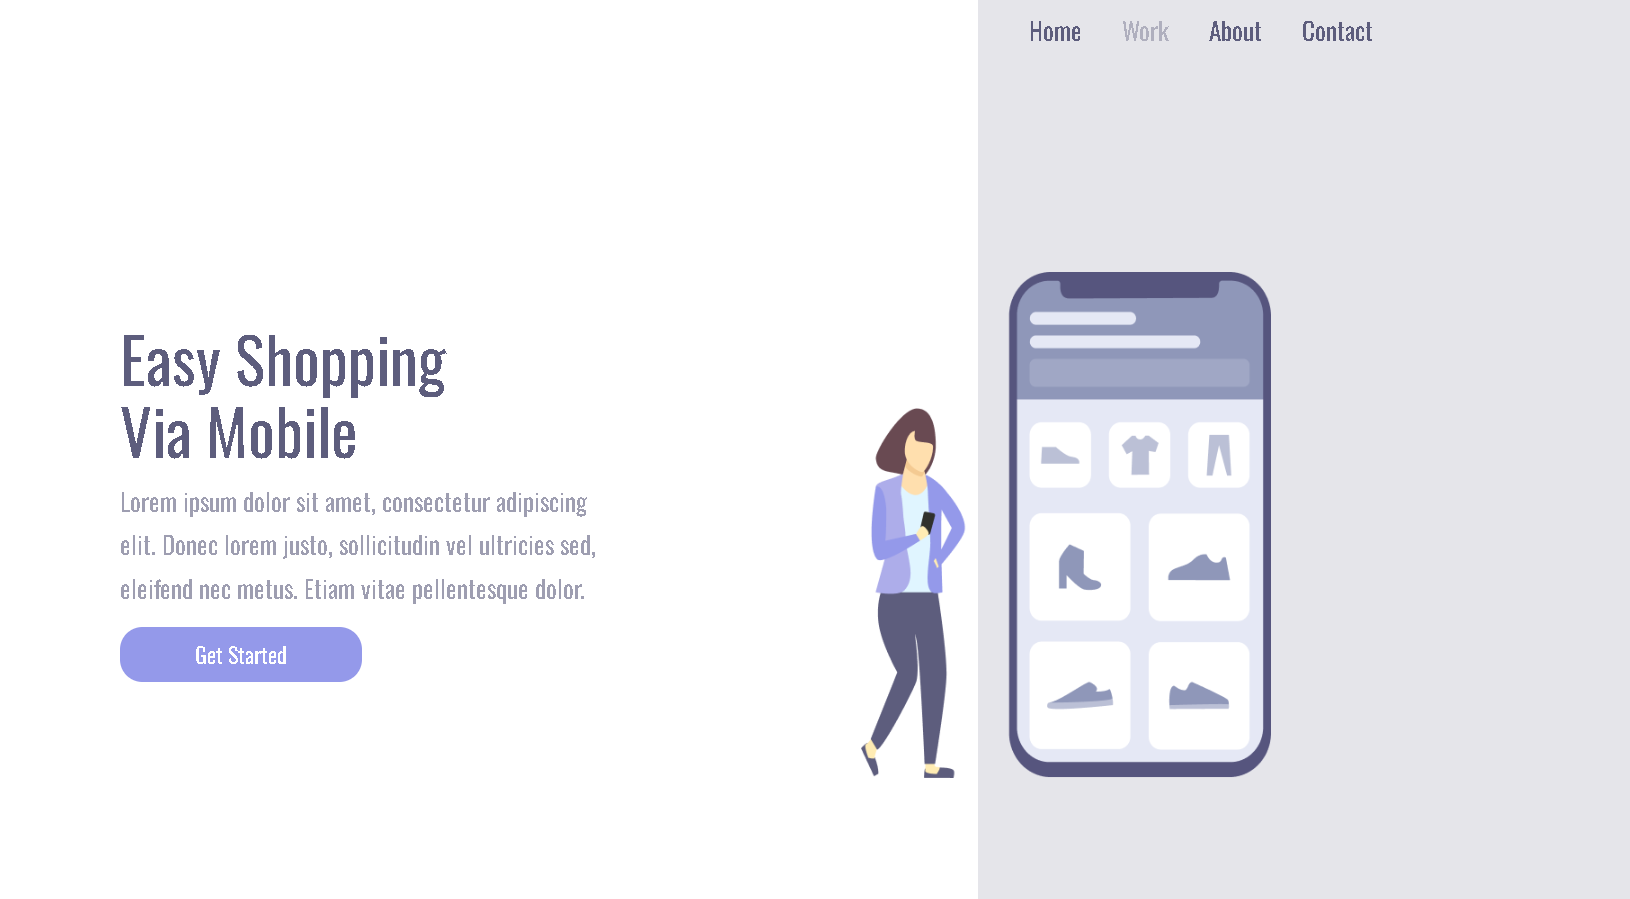 Home Work About Contact
Easy Shopping
Via Mobile
Lorem ipsum dolor sit amet, consectetur adipiscing
elit. Donec lorem justo, sollicitudin vel ultricies sed,
eleifend nec metus. Etiam vitae pellentesque dolor.
Get Started